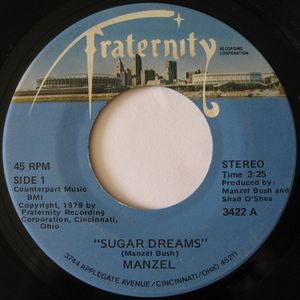 Fraternity
RECORDING
CORPORATION
45 RPM
SIDE 1
Counterpart Music
BMI
Copyright, 1979 by
Fraternity Recording
Corporation, Cincinnati,
Ohio
STEREO
Time 3:25
Produced by:
Manzel Bush and
Shad O'Shea
3422 A
"SUGAR DREAMS"
(Manzel Bush)
MANZEL
3744 APPLEGATE AVENUE / CINCINNATI/OHIO 45211